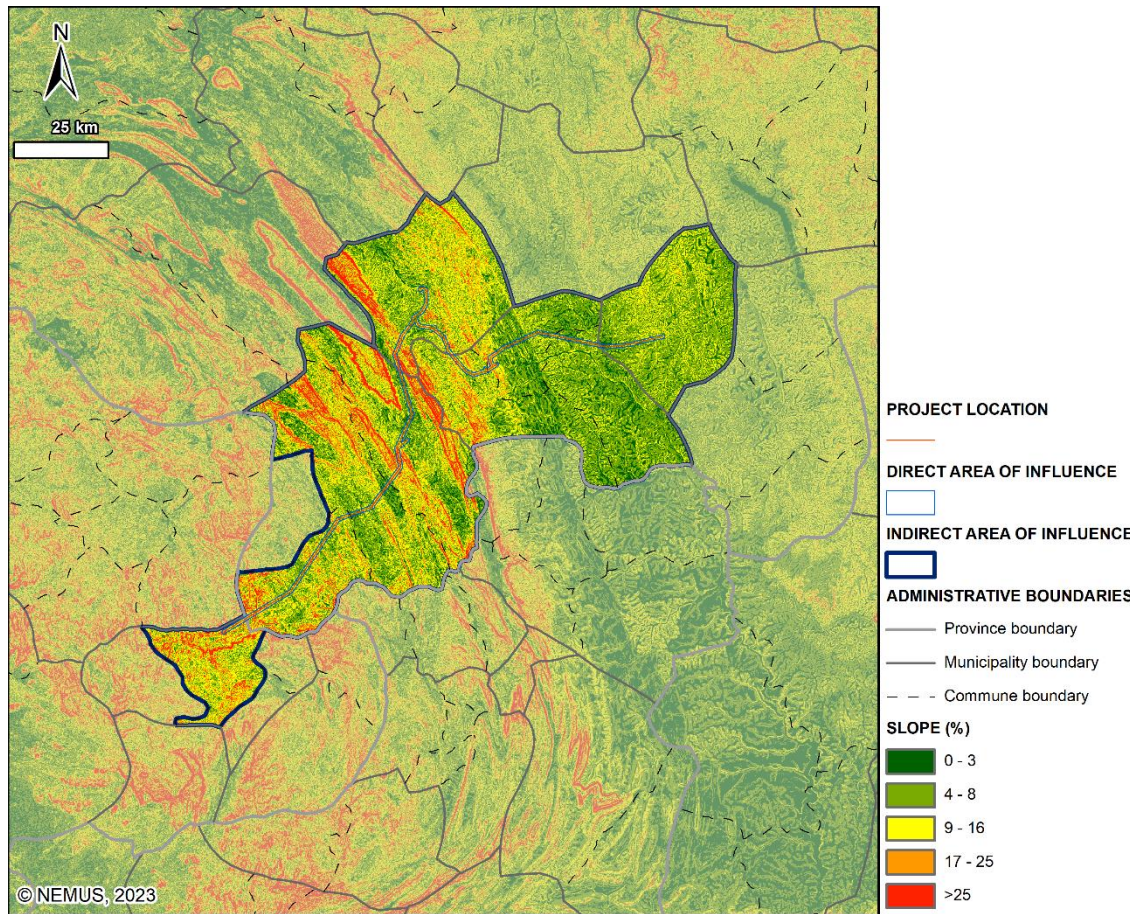 N
25 km
© NEMUS, 2023
PROJECT LOCATION
DIRECT AREA OF INFLUENCE
INDIRECT AREA OF INFLUENCE
ADMINISTRATIVE BOUNDARIES
Province boundary
Municipality boundary
Commune boundary
SLOPE (%)
0 - 3
4 - 8
9 - 16
17 - 25
>25